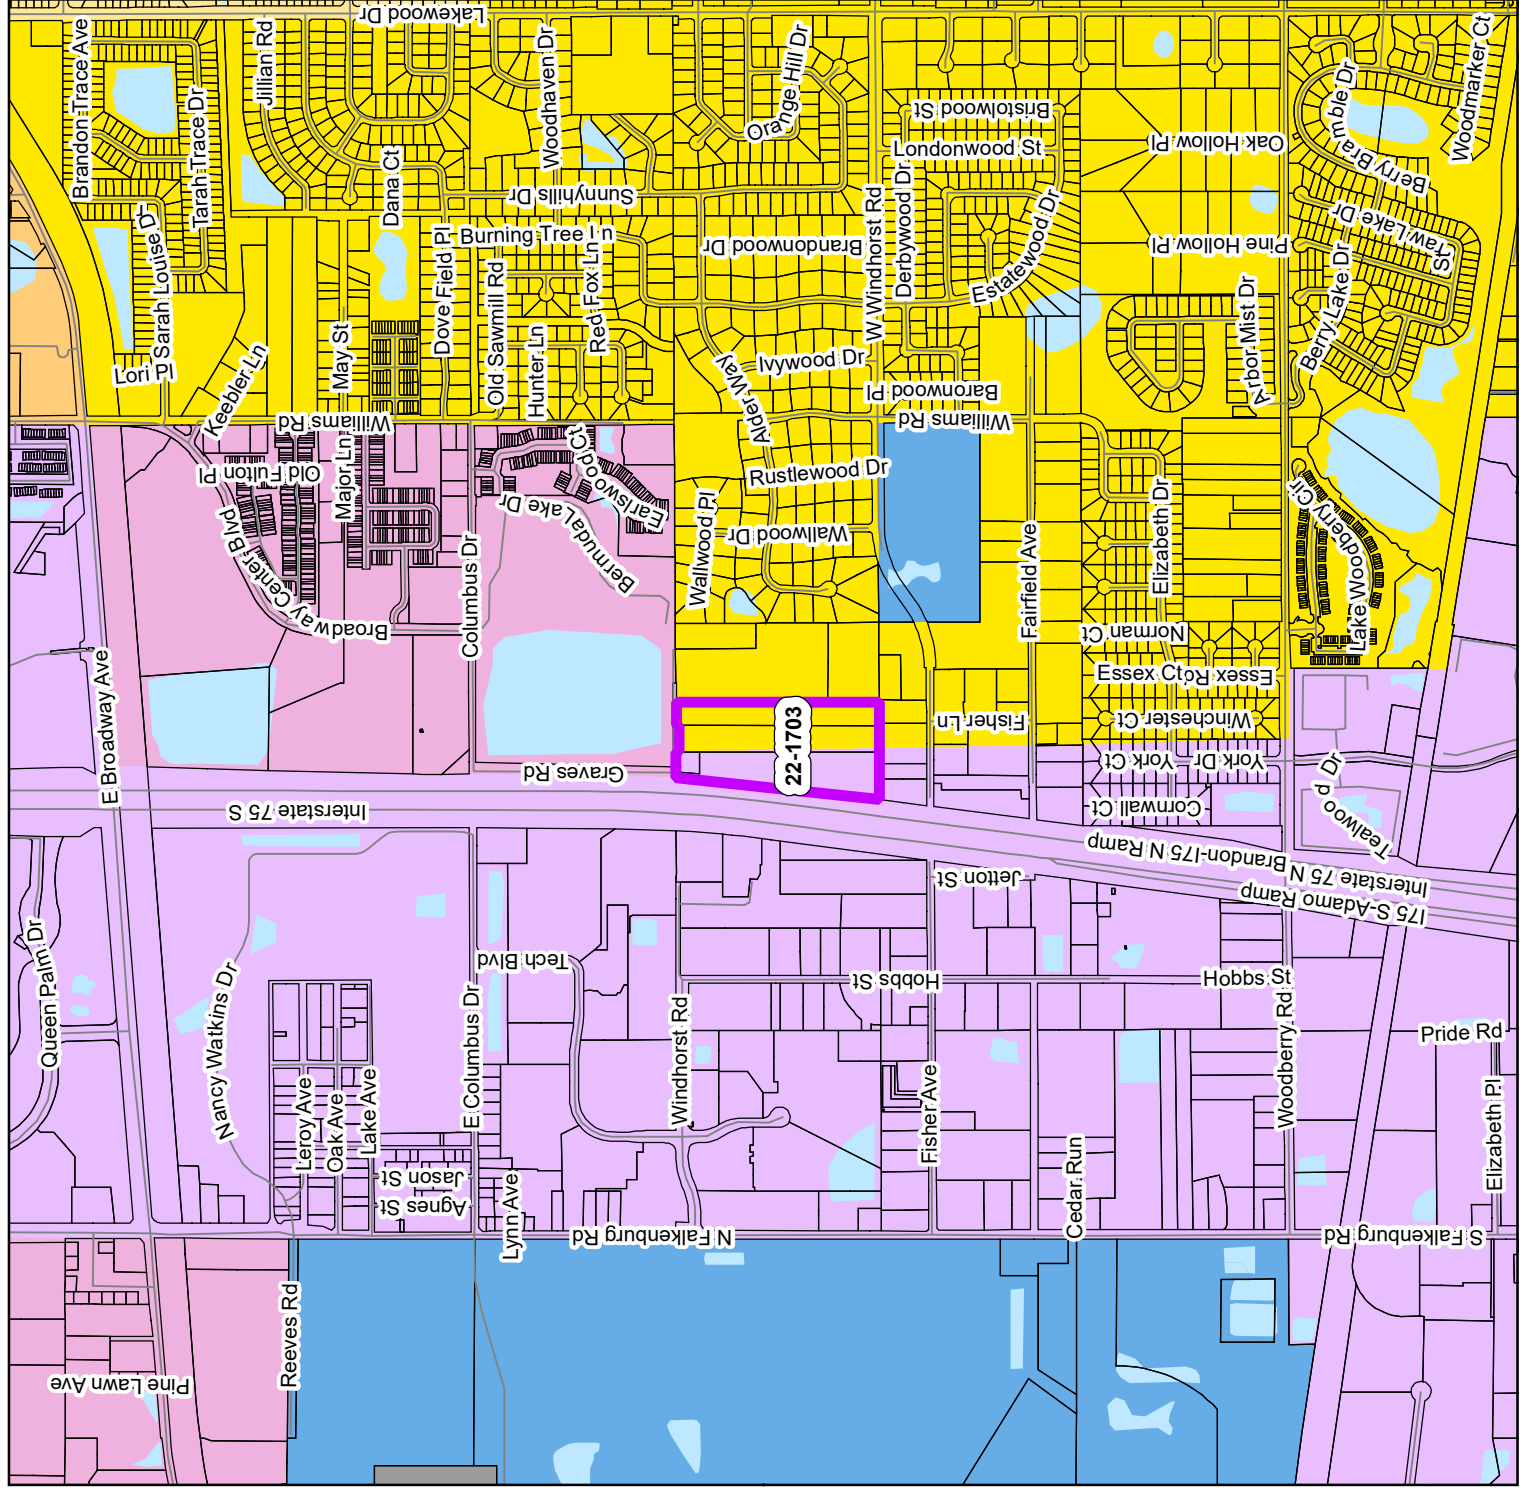 Lakewood Dr
Brandon Trace Ave
Jillian Rd
Woodhaven Dr
Orange Hill Dr
Woodmarker Ct
Berry Bramble Dr
Tarah Trace Dr
Bristolwood St
Londonwood St
Oak Hollow Pl
Dana Ct
Sunnyhills Dr
Sarah Louise Dr
Dove Field Pl
Burning Tree Ln
Brandonwood Dr
W Windhorst Rd
Derbywood Dr
Estatewood Dr
Pine Hollow Pl
Straw Lake Dr
Old Sawmill Rd
Red Fox Ln
Berry Lake Dr
Arbor Mist Dr
Lori Pl
Keebler Ln
May St
Hunter Ln
Alder Way
Ivywood Dr
Baronwood Pl
Williams Rd
Williams Rd
Old Fulton Pl
Major Ln
Earlswood Ct
Rustlewood Dr
Bermuda Lake Dr
Wallwood Pl
Wallwood Dr
Elizabeth Dr
Lake Woodberry Cir
Broadway Center Blvd
Columbus Dr
Fairfield Ave
Norman Ct
Essex Ct
Essex Rd
E Broadway Ave
22-1703
Fisher Ln
Winchester Ct
Graves Rd
York Ct
York Dr
Cornwall Ct
Tealwood Dr
Interstate 75 S
Brandon-I75 N Ramp
Interstate 75 N
I75 S-Adamo Ramp
Jetton St
Queen Palm Dr
Nancy Watkins Dr
Tech Blvd
Hobbs St
Hobbs St
E Columbus Dr
Windhorst Rd
Woodberry Rd
Pride Rd
Leroy Ave
Oak Ave
Lake Ave
Fisher Ave
Elizabeth Pl
Jason St
Agnes St
Lynn Ave
Cedar Run
N Falkenburg Rd
S Falkenburg Rd
Reeves Rd
Pine Lawn Ave